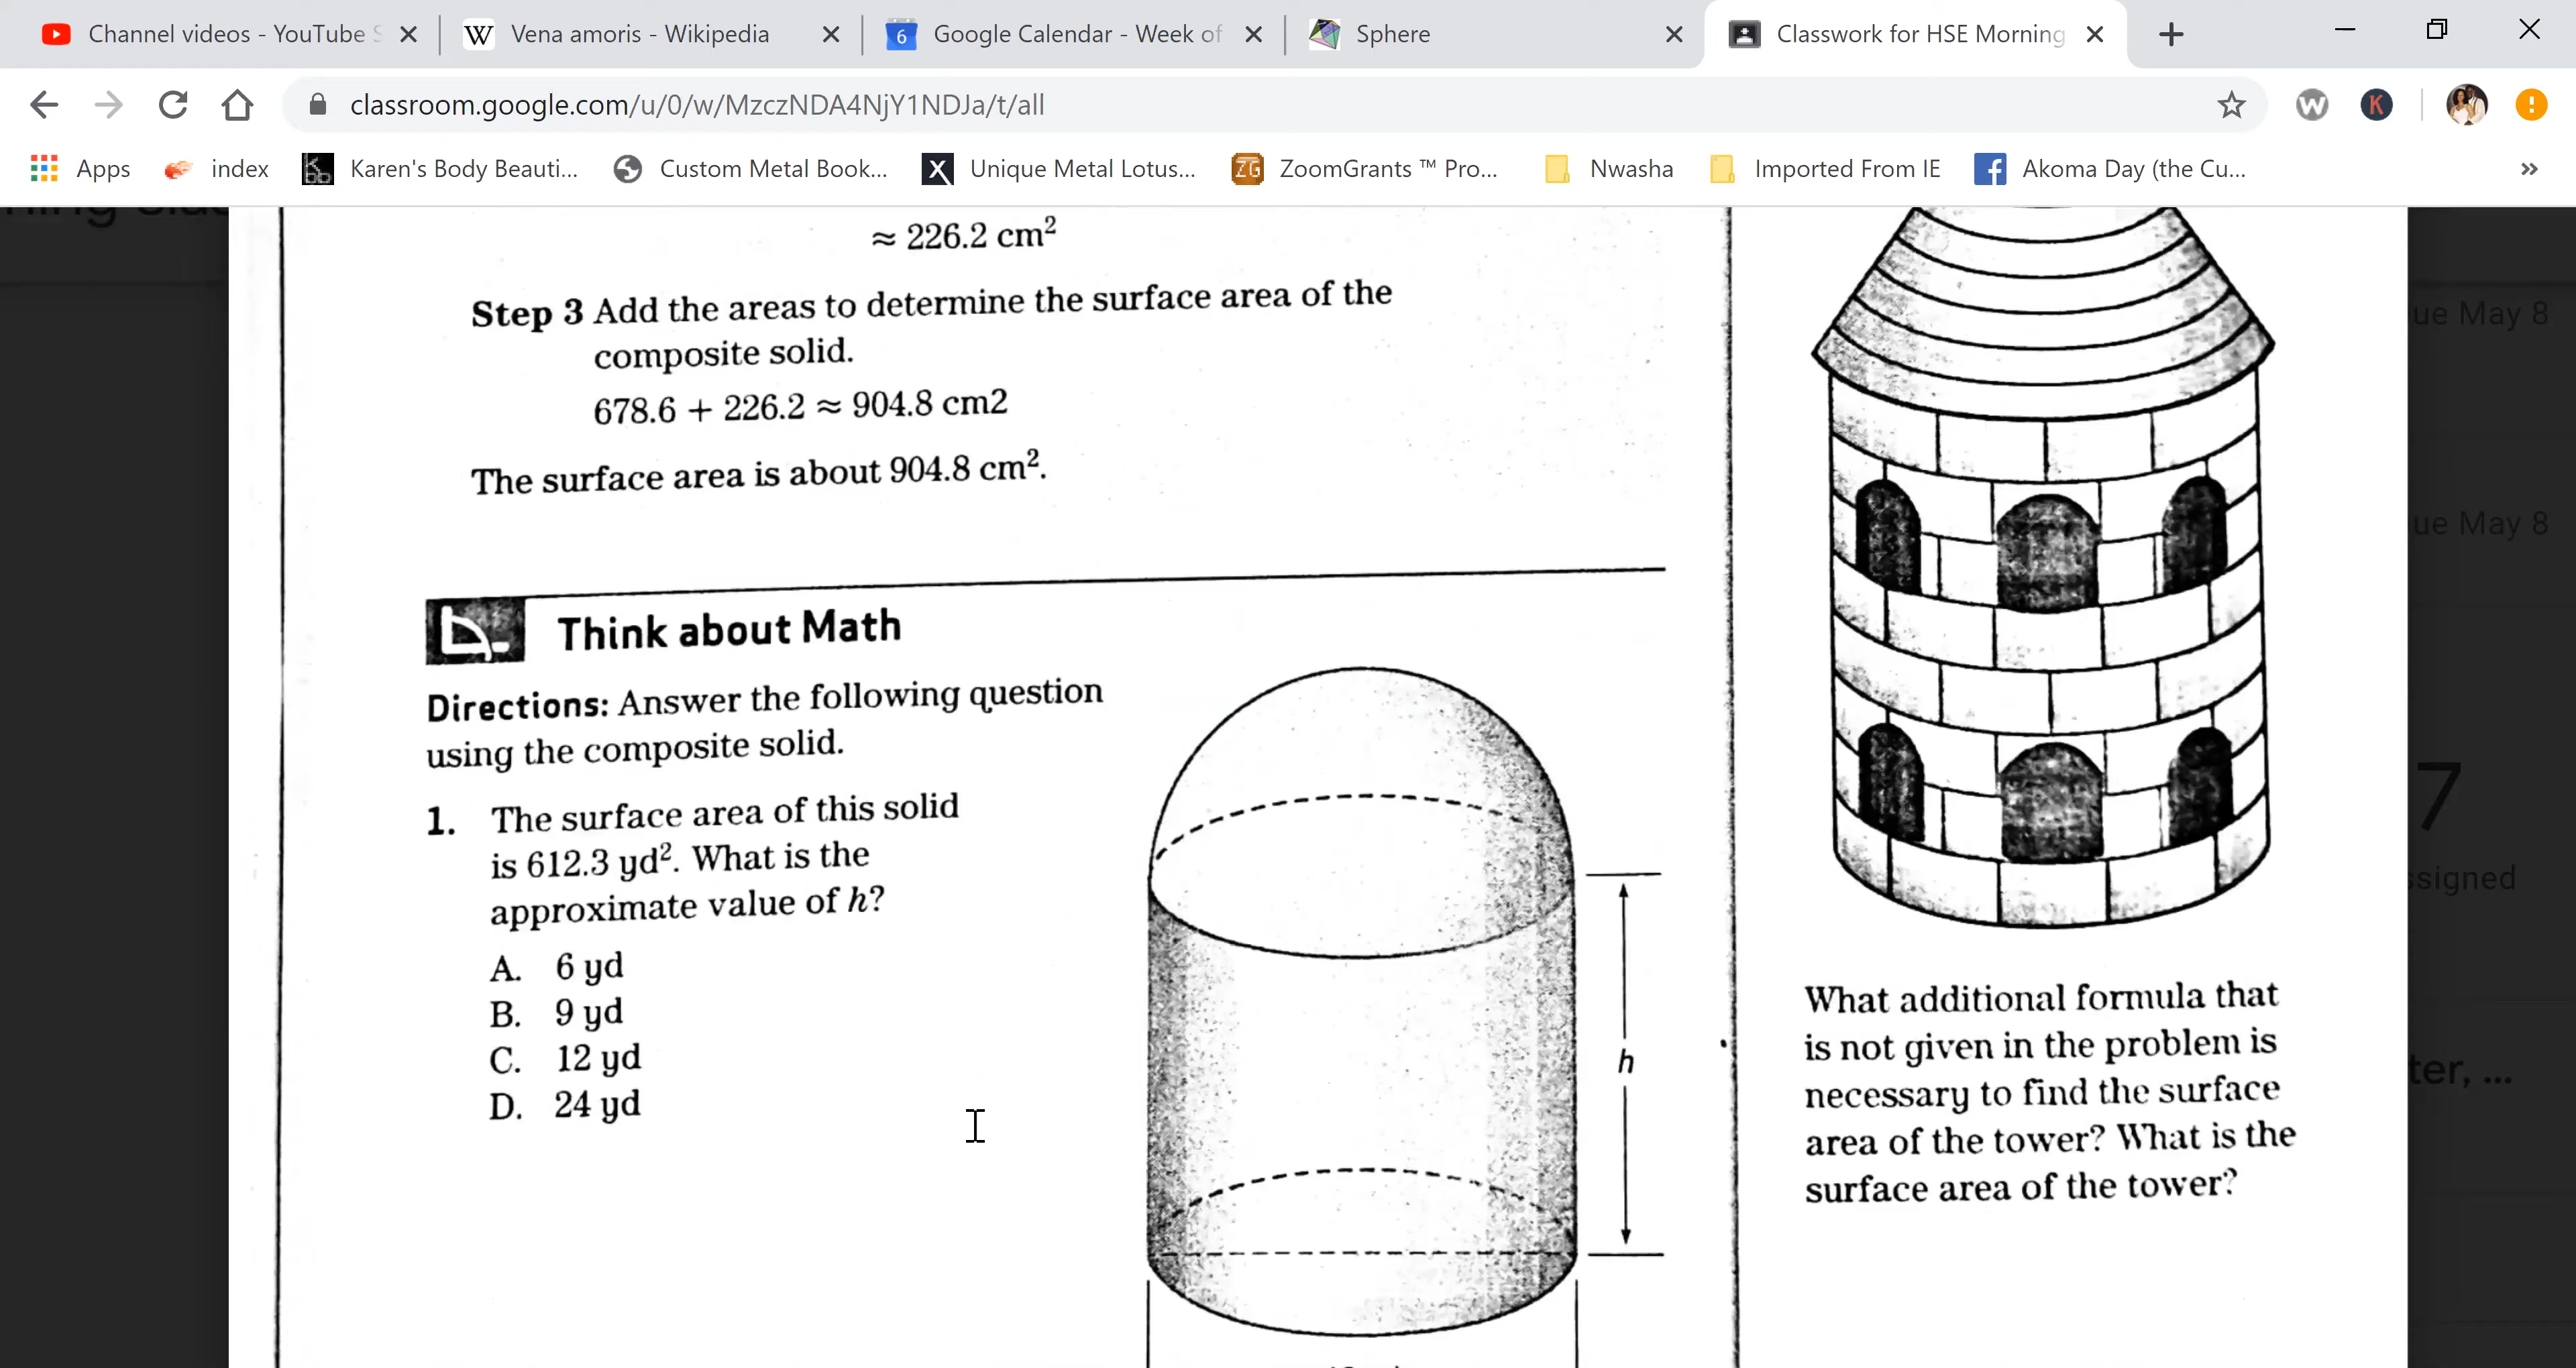 Channel videos - YouTube S
Vena amoris - Wikipedia
Google Calendar - Week of
Sphere
Classwork for HSE Morning
classroom.google.com/u/0/w/MzczNDA4NjY1NDJa/t/all
Apps
index
Karen's Body Beauti...
Custom Metal Book...
Unique Metal Lotus...
ZoomGrants ™ Pro...
Nwasha
Imported From IE
Akoma Day (the Cu...
»
≈ 226.2 cm²
Step 3 Add the areas to determine the surface area of the
composite solid.
678.6 + 226.2 ≈ 904.8 cm2
The surface area is about 904.8 cm².
Think about Math
Directions: Answer the following question
using the composite solid.
1. The surface area of this solid
is 612.3 yd². What is the
approximate value of h?
A. 6 yd
B. 9 yd
C. 12 yd
D. 24 yd
h
What additional formula that
is not given in the problem is
necessary to find the surface
area of the tower? What is the
surface area of the tower?
ue May 8
ue May 8
7
ssigned
ter, ...